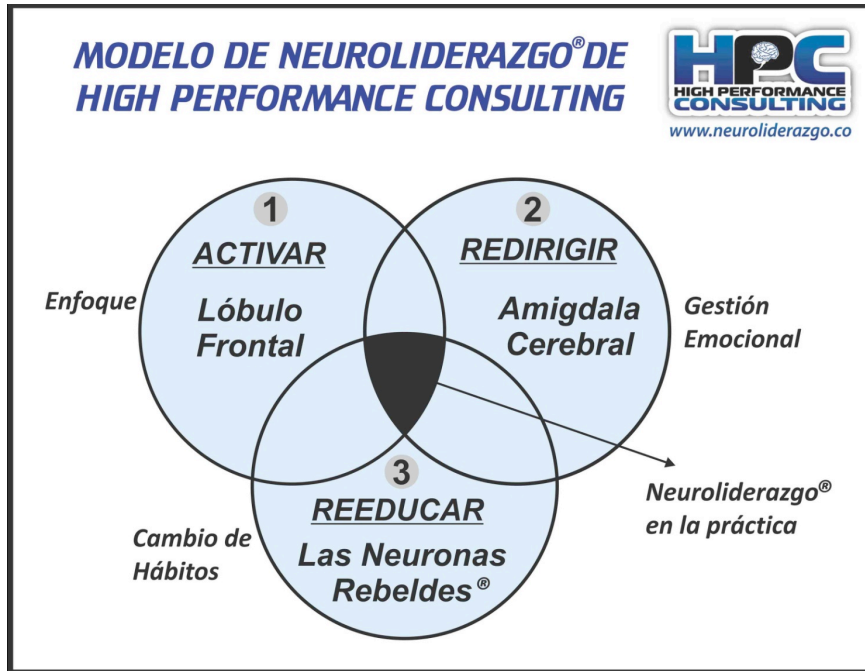 MODELO DE NEUROLIDERAZGO® DE
HIGH PERFORMANCE CONSULTING
HPC
HIGH PERFORMANCE
CONSULTING
www.neuroliderazgo.co
1
ACTIVAR
Lóbulo
Frontal
Enfoque
2
REDIRIGIR
Amigdala
Cerebral
Gestión
Emocional
3
REEDUCAR
Las Neuronas
Rebeldes®
Cambio de
Hábitos
Neuroliderazgo®
en la práctica